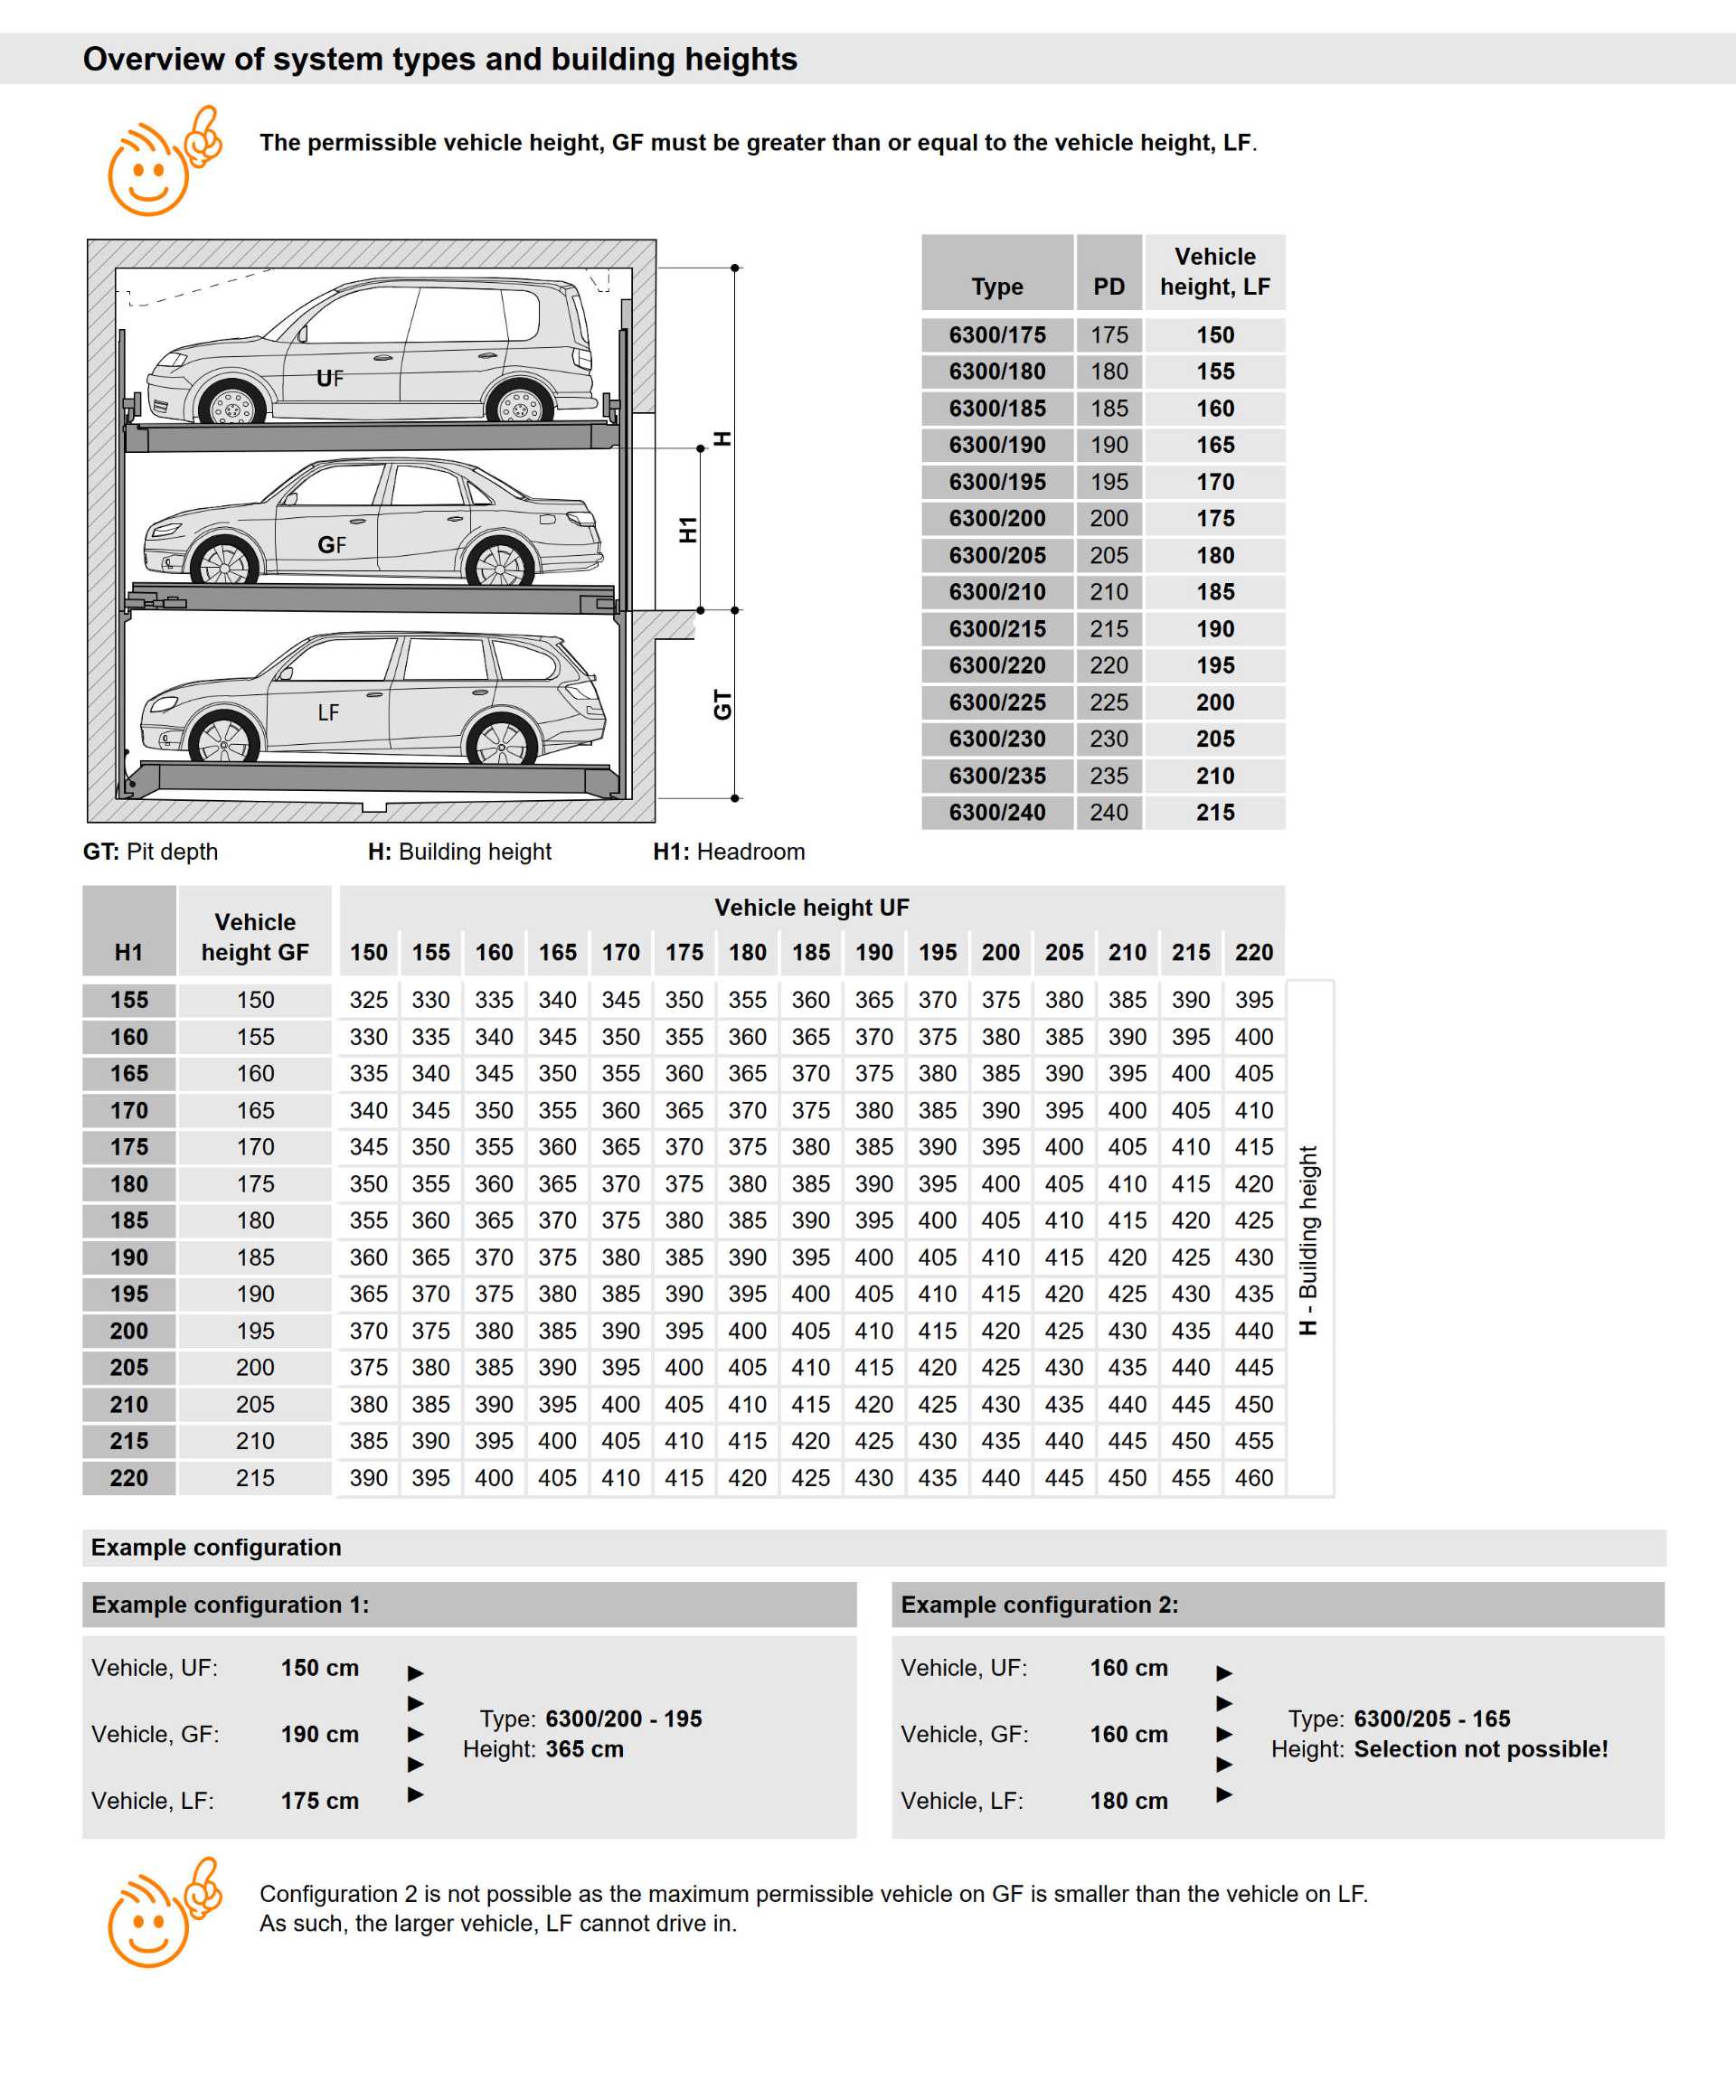 Overview of system types and building heights
The permissible vehicle height, GF must be greater than or equal to the vehicle height, LF.
UF
GF
LF
H
H1
GT
GT: Pit depth H: Building height H1: Headroom
Type PD Vehicle height, LF
6300/175 175 150
6300/180 180 155
6300/185 185 160
6300/190 190 165
6300/195 195 170
6300/200 200 175
6300/205 205 180
6300/210 210 185
6300/215 215 190
6300/220 220 195
6300/225 225 200
6300/230 230 205
6300/235 235 210
6300/240 240 215
Vehicle height UF
H1 Vehicle height GF 150 155 160 165 170 175 180 185 190 195 200 205 210 215 220
155 150 325 330 335 340 345 350 355 360 365 370 375 380 385 390 395
160 155 330 335 340 345 350 355 360 365 370 375 380 385 390 395 400
165 160 335 340 345 350 355 360 365 370 375 380 385 390 395 400 405
170 165 340 345 350 355 360 365 370 375 380 385 390 395 400 405 410
175 170 345 350 355 360 365 370 375 380 385 390 395 400 405 410 415
180 175 350 355 360 365 370 375 380 385 390 395 400 405 410 415 420
185 180 355 360 365 370 375 380 385 390 395 400 405 410 415 420 425
190 185 360 365 370 375 380 385 390 395 400 405 410 415 420 425 430
195 190 365 370 375 380 385 390 395 400 405 410 415 420 425 430 435
200 195 370 375 380 385 390 395 400 405 410 415 420 425 430 435 440
205 200 375 380 385 390 395 400 405 410 415 420 425 430 435 440 445
210 205 380 385 390 395 400 405 410 415 420 425 430 435 440 445 450
215 210 385 390 395 400 405 410 415 420 425 430 435 440 445 450 455
220 215 390 395 400 405 410 415 420 425 430 435 440 445 450 455 460
H - Building height
Example configuration
Example configuration 1:
Vehicle, UF: 150 cm
Vehicle, GF: 190 cm
Vehicle, LF: 175 cm
Type: 6300/200 - 195
Height: 365 cm
Example configuration 2:
Vehicle, UF: 160 cm
Vehicle, GF: 160 cm
Vehicle, LF: 180 cm
Type: 6300/205 - 165
Height: Selection not possible!
Configuration 2 is not possible as the maximum permissible vehicle on GF is smaller than the vehicle on LF.
As such, the larger vehicle, LF cannot drive in.